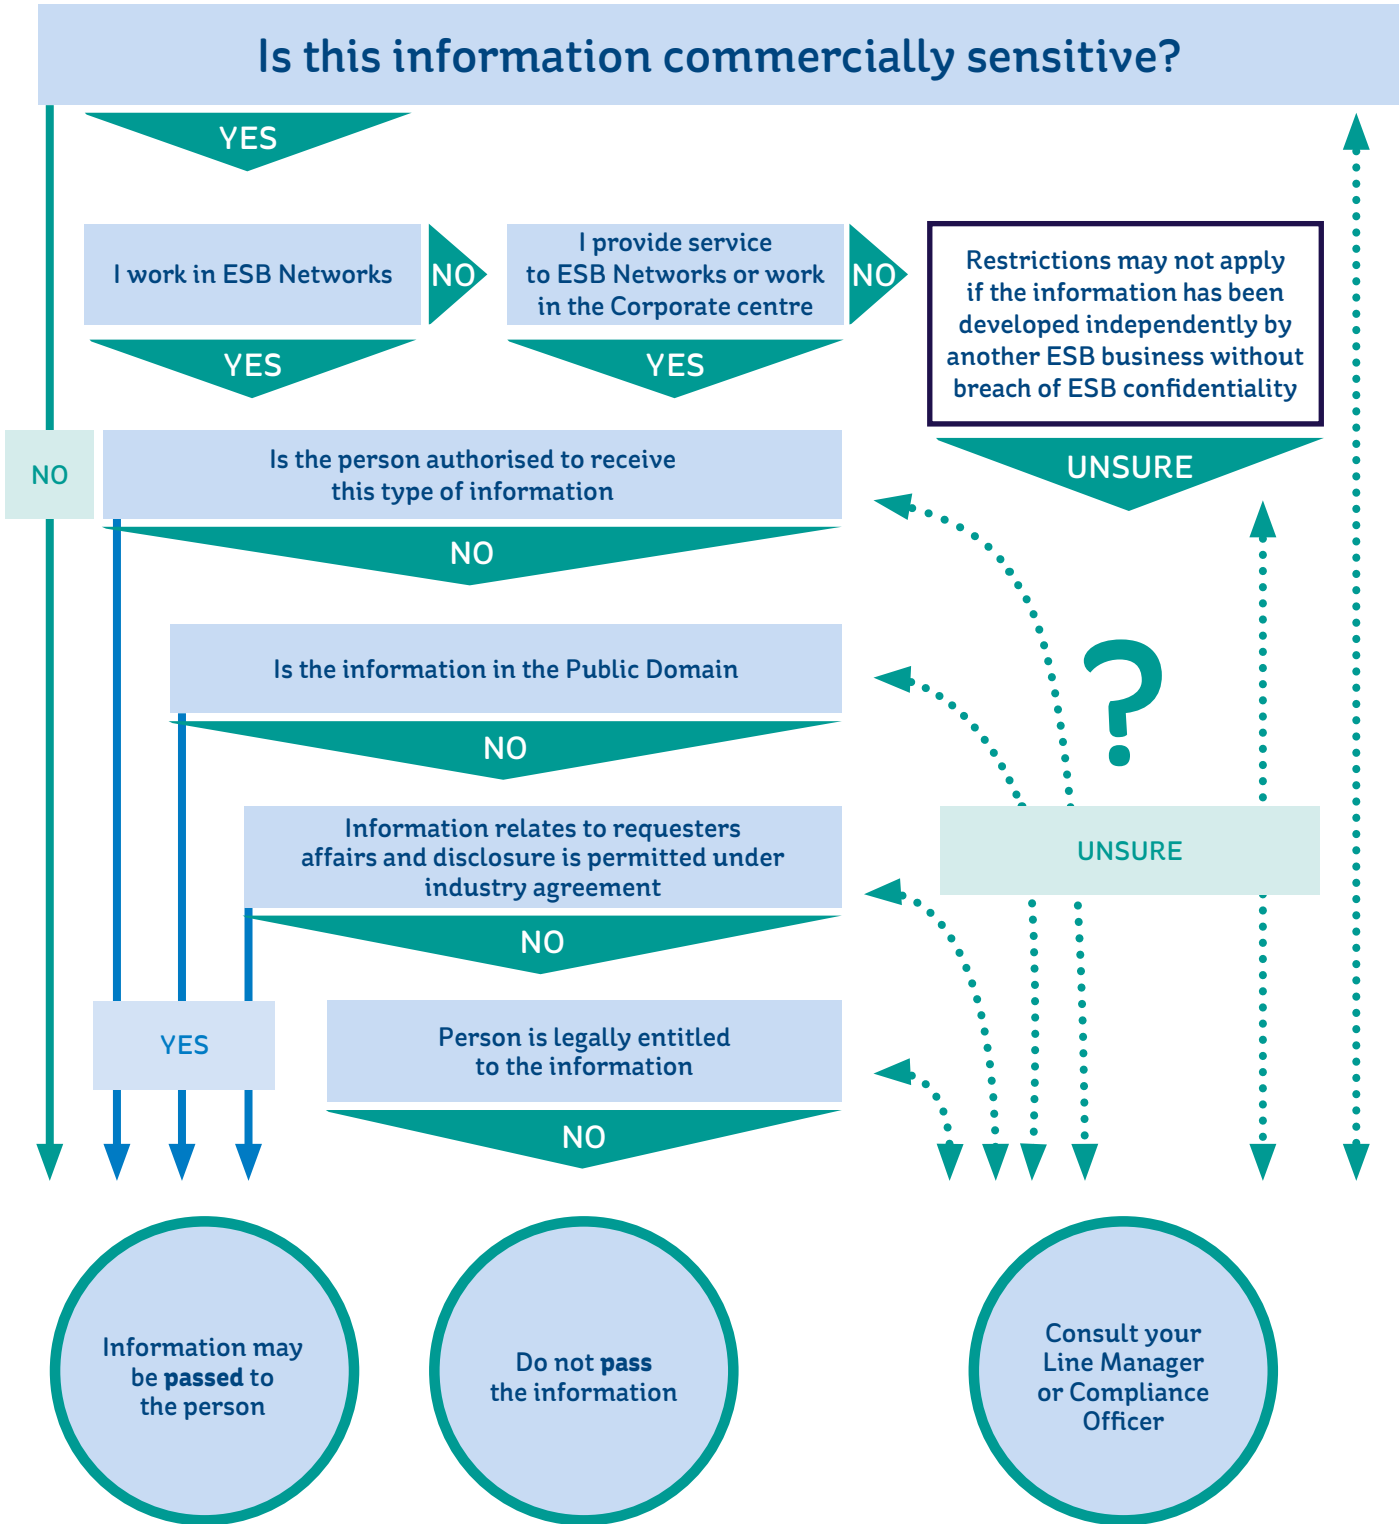 Is this information commercially sensitive?
YES
I work in ESB Networks
NO
I provide service
to ESB Networks or work
in the Corporate centre
NO
Restrictions may not apply
if the information has been
developed independently by
another ESB business without
breach of ESB confidentiality
YES
YES
UNSURE
NO
Is the person authorised to receive
this type of information
NO
Is the information in the Public Domain
NO
?
Information relates to requesters
affairs and disclosure is permitted under
industry agreement
UNSURE
NO
YES
Person is legally entitled
to the information
NO
Information may
be passed to
the person
Do not pass
the information
Consult your
Line Manager
or Compliance
Officer